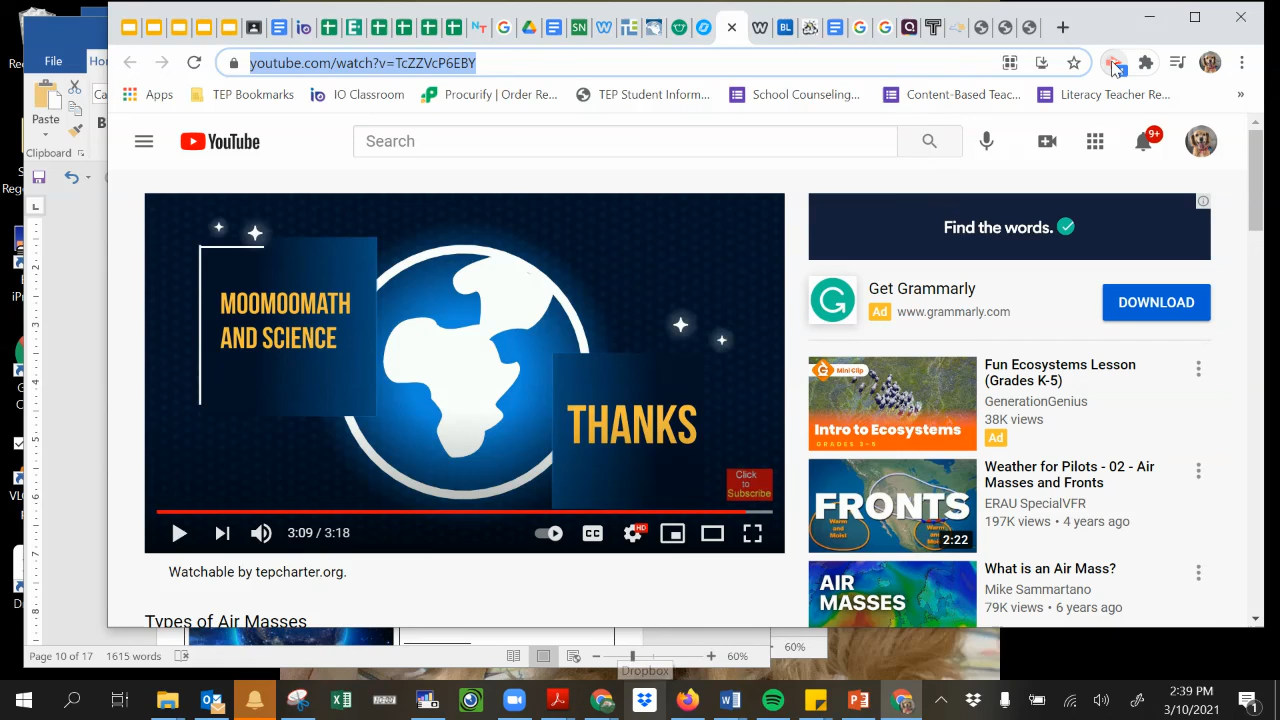 File
Paste
Clipboard
B
Page 10 of 17
1615 words
60%
60%
Dropbox
youtube.com/watch?v=TcZZVcP6EBY
Apps
TEP Bookmarks
IO Classroom
Procurify | Order Re...
TEP Student Inform...
School Counseling...
Content-Based Teac...
Literacy Teacher Re...
»
YouTube
Search
9+
MOOMOOMATH
AND SCIENCE
THANKS
Click
to
Subscribe
3:09 / 3:18
CC
HD
Watchable by tepcharter.org.
Types of Air Masses
Find the words.
Get Grammarly
Ad www.grammarly.com
DOWNLOAD
Mini Clip
Intro to Ecosystems
GRADES 3-5
Fun Ecosystems Lesson
(Grades K-5)
GenerationGenius
38K views
Ad
FRONTS
2:22
Weather for Pilots - 02 - Air
Masses and Fronts
ERAU SpecialVFR
197K views • 4 years ago
AIR
MASSES
What is an Air Mass?
Mike Sammartano
79K views • 6 years ago
2:39 PM
3/10/2021
1